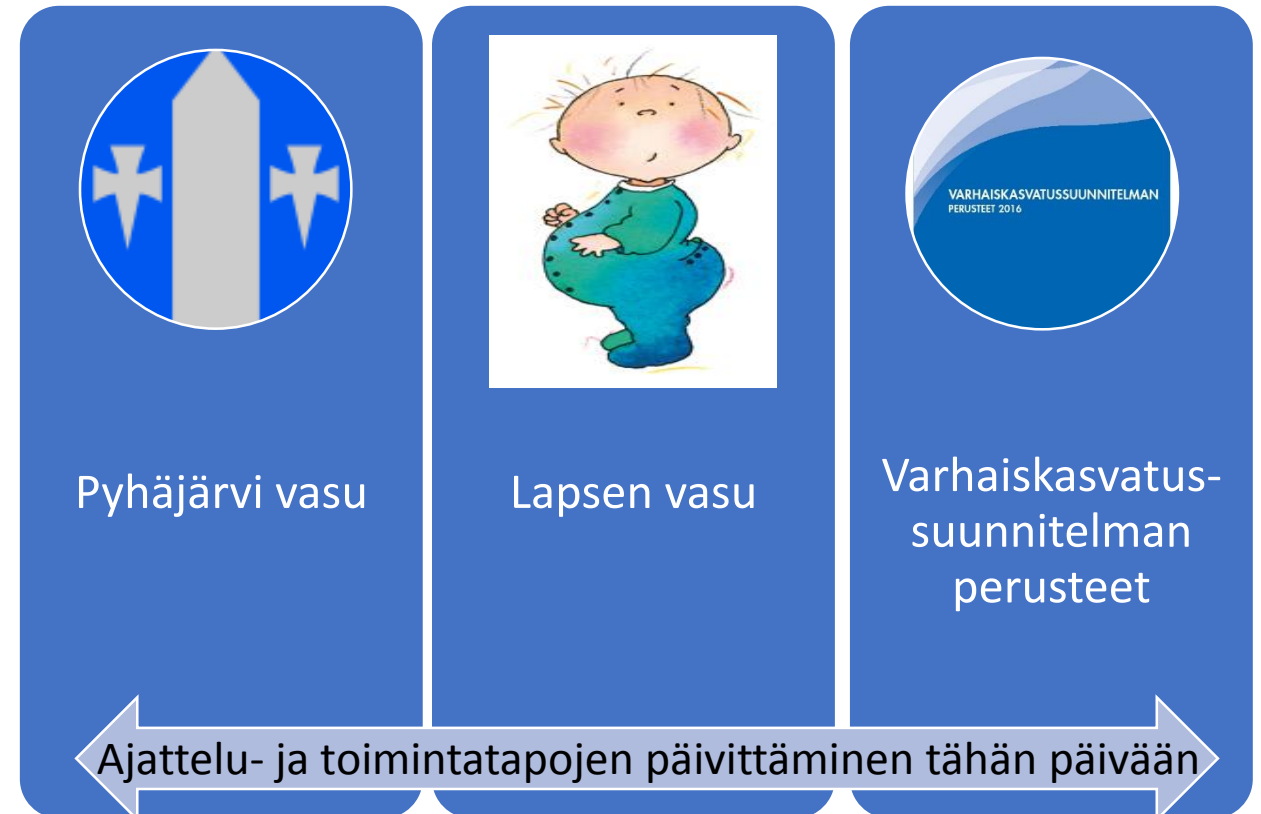 VARHAISKASVATUSSUUNNITELMAN
PERUSTEET 2016
Pyhäjärvi vasu
Lapsen vasu
Varhaiskasvatus-
suunnitelman
perusteet
Ajattelu- ja toimintatapojen päivittäminen tähän päivään